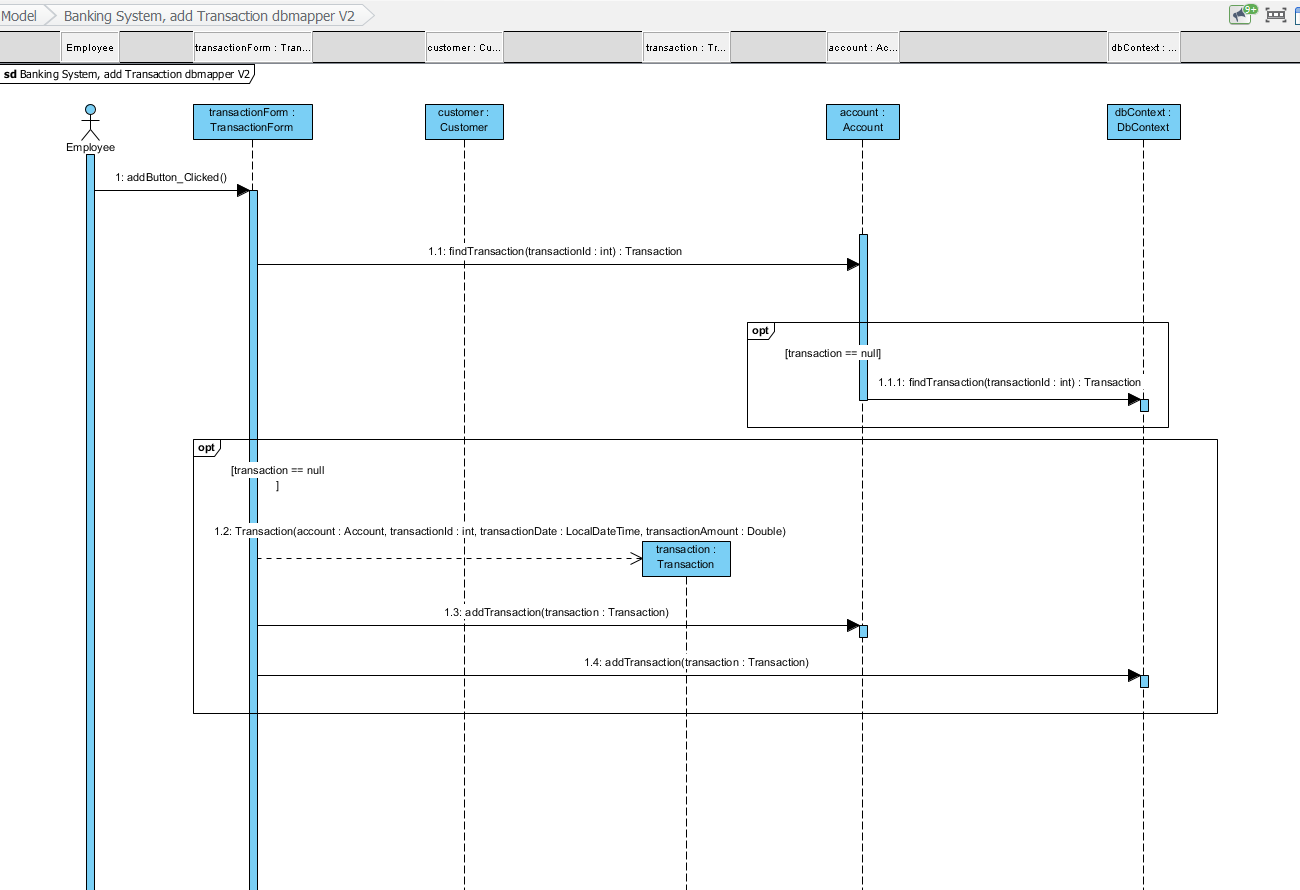 Model
Banking System, add Transaction dbmapper V2
9+
Employee
transactionForm : Tran...
customer : Cu...
transaction : Tr...
account : Ac...
dbContext : ...
sd Banking System, add Transaction dbmapper V2
transactionForm :
TransactionForm
customer :
Customer
account :
Account
dbContext :
DbContext
Employee
1: addButton_Clicked()
1.1: findTransaction(transactionId : int) : Transaction
opt
[transaction == null]
1.1.1: findTransaction(transactionId : int) : Transaction
opt
[transaction == null
]
1.2: Transaction(account : Account, transactionId : int, transactionDate : LocalDateTime, transactionAmount : Double)
transaction :
Transaction
1.3: addTransaction(transaction : Transaction)
1.4: addTransaction(transaction : Transaction)